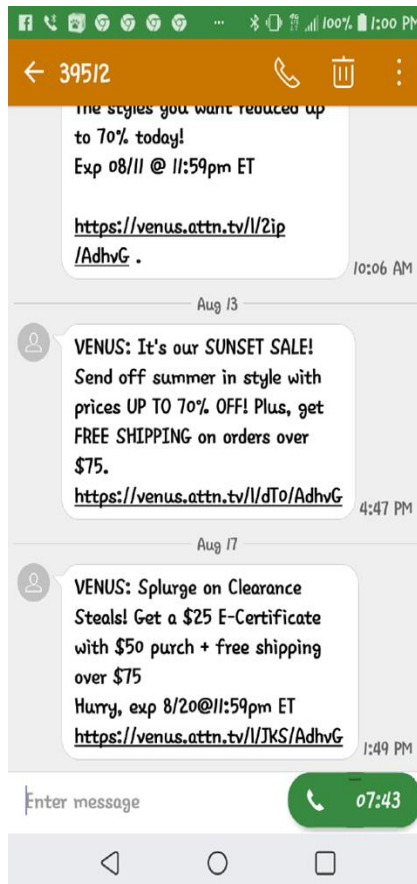 100% 1:00 PM
39512
The styles you want reduced up
to 70% today!
Exp 08/11 @ 11:59pm ET
https://venus.attn.tv/l/2ip
/AdhvG .
10:06 AM
Aug 13
VENUS: It's our SUNSET SALE!
Send off summer in style with
prices UP TO 70% OFF! Plus, get
FREE SHIPPING on orders over
$75.
https://venus.attn.tv/l/dT0/AdhvG
4:47 PM
Aug 17
VENUS: Splurge on Clearance
Steals! Get a $25 E-Certificate
with $50 purch + free shipping
over $75
Hurry, exp 8/20@11:59pm ET
https://venus.attn.tv/l/JKS/AdhvG
1:49 PM
Enter message
07:43